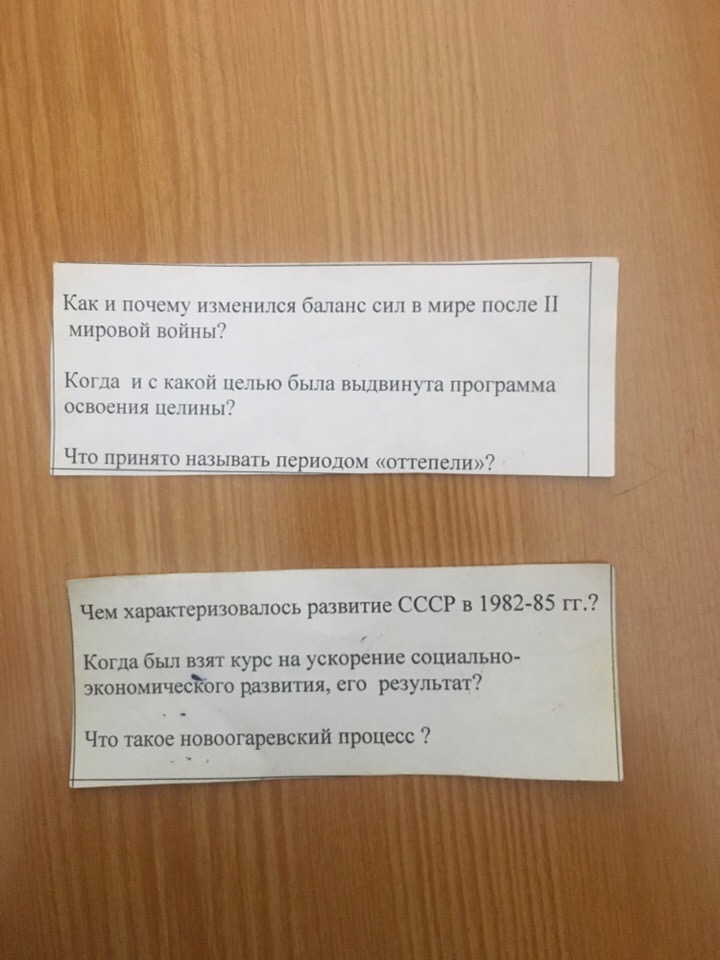 Как и почему изменился баланс сил в мире после II
мировой войны?
Когда и с какой целью была выдвинута программа
освоения целины?
Что принято называть периодом «оттепели»?
Чем характеризовалось развитие СССР в 1982-85 гг.?
Когда был взят курс на ускорение социально-
экономического развития, его результат?
Что такое новоогаревский процесс ?